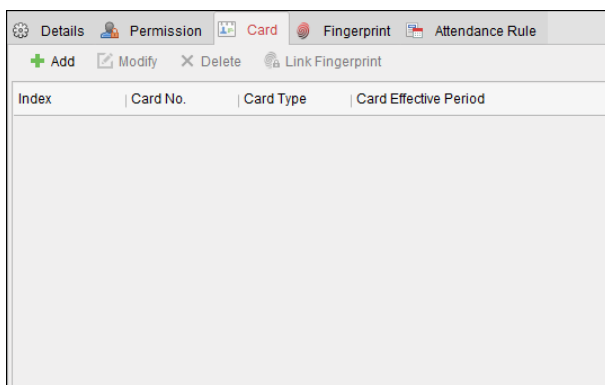 Details Permission Card Fingerprint Attendance Rule
Add Modify Delete Link Fingerprint
Index Card No. Card Type Card Effective Period